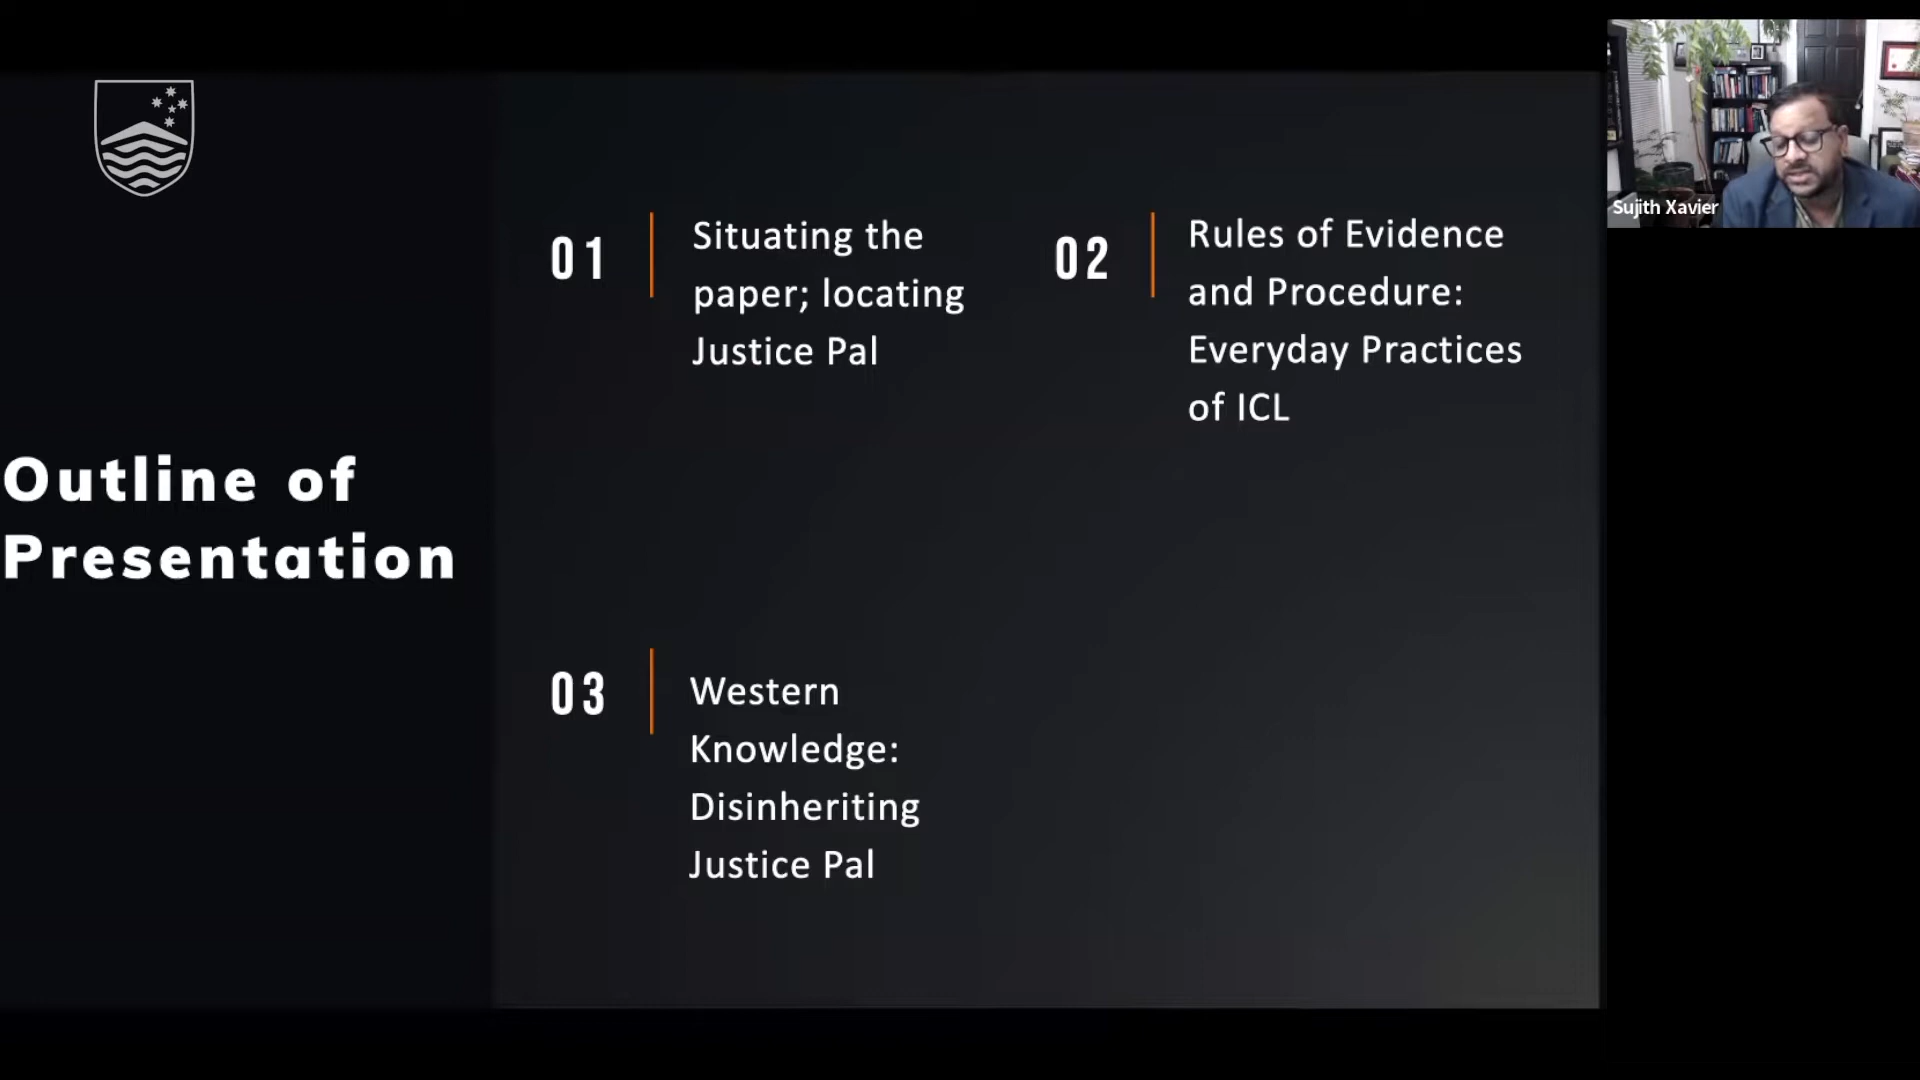 Outline of
Presentation
01
Situating the
paper; locating
Justice Pal
02
Rules of Evidence
and Procedure:
Everyday Practices
of ICL
03
Western
Knowledge:
Disinheriting
Justice Pal
Sujith Xavier